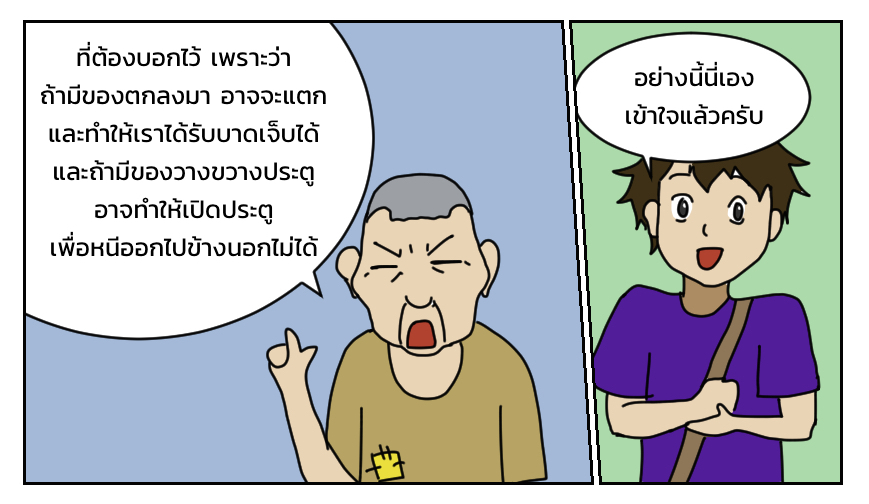 ที่ต้องบอกไว้ เพราะว่า
ถ้ามีของตกลงมา อาจจะแตก
และทำให้เราได้รับบาดเจ็บได้
และถ้ามีของวางขวางประตู
อาจทำให้เปิดประตู
เพื่อหนีออกไปข้างนอกไม่ได้
อย่างนี้นี่เอง
เข้าใจแล้วครับ